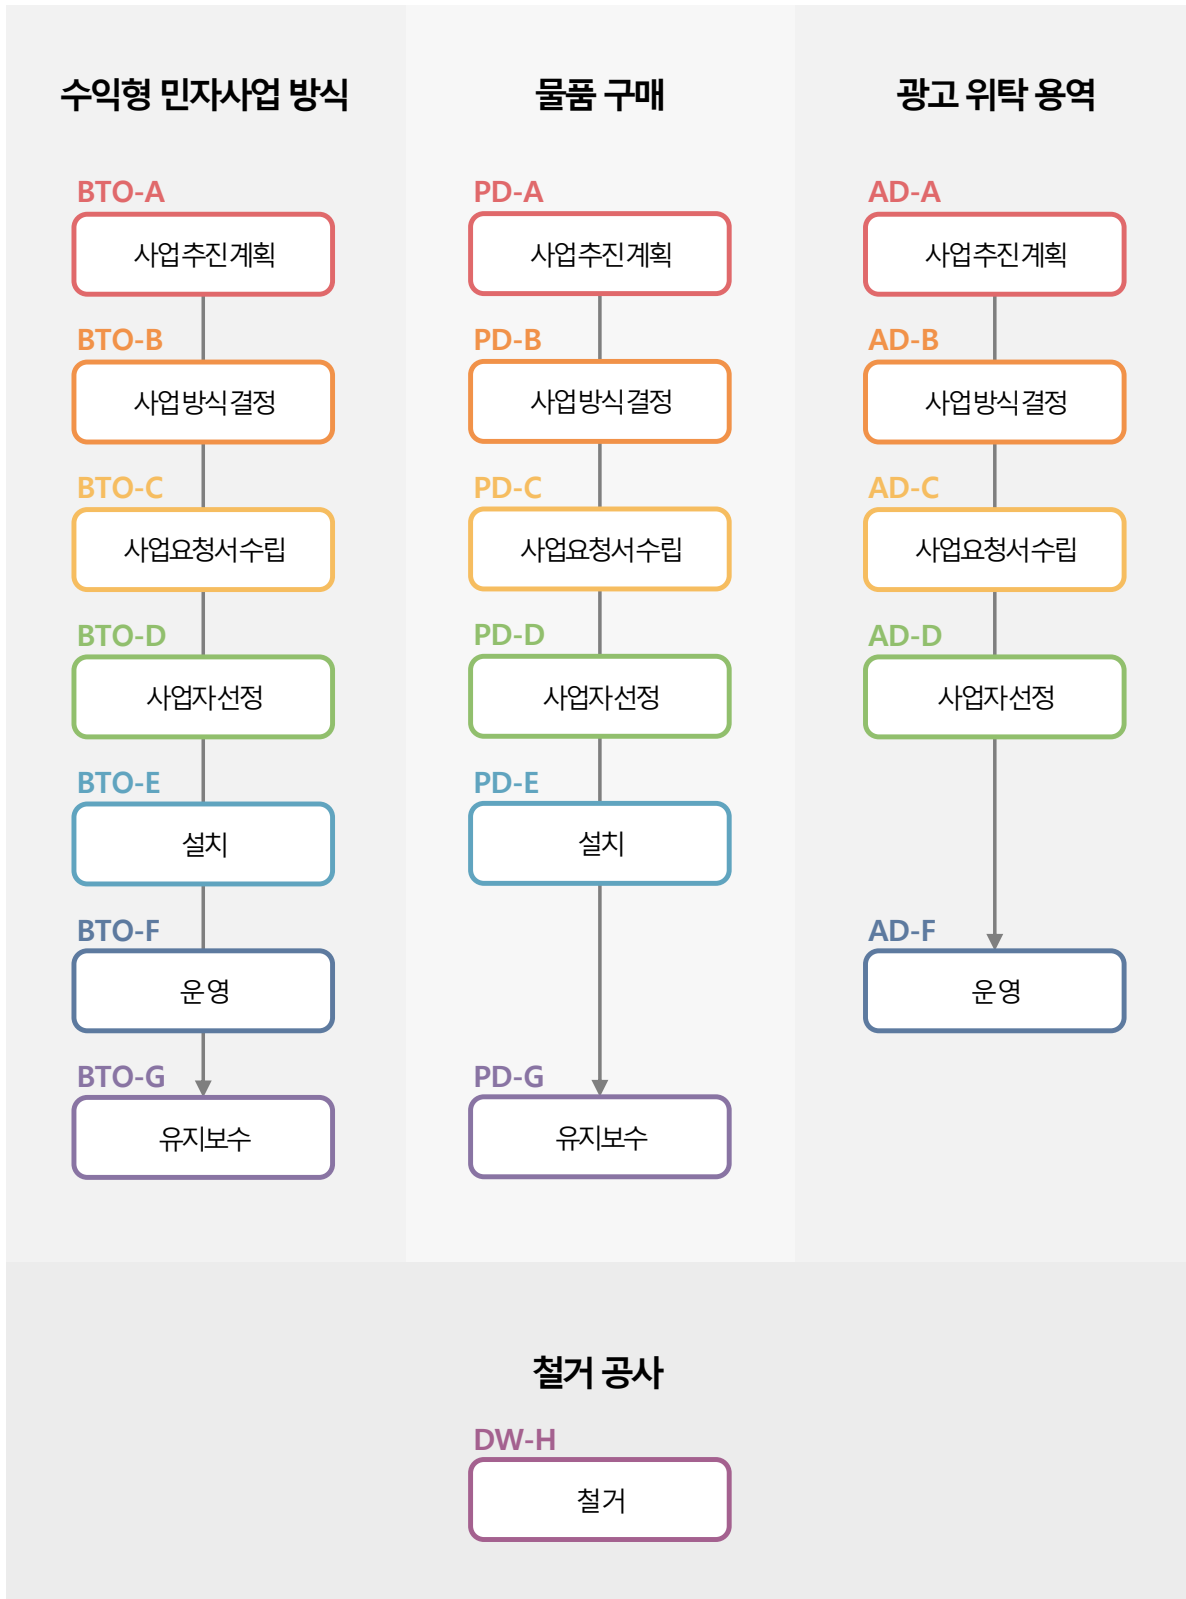 수익형 민자사업 방식
BTO-A
사업추진계획
BTO-B
사업방식결정
BTO-C
사업요청서수립
BTO-D
사업자선정
BTO-E
설치
BTO-F
운영
BTO-G
유지보수
물품 구매
PD-A
사업추진계획
PD-B
사업방식결정
PD-C
사업요청서수립
PD-D
사업자선정
PD-E
설치
PD-G
유지보수
광고 위탁 용역
AD-A
사업추진계획
AD-B
사업방식결정
AD-C
사업요청서수립
AD-D
사업자선정
AD-F
운영
철거 공사
DW-H
철거